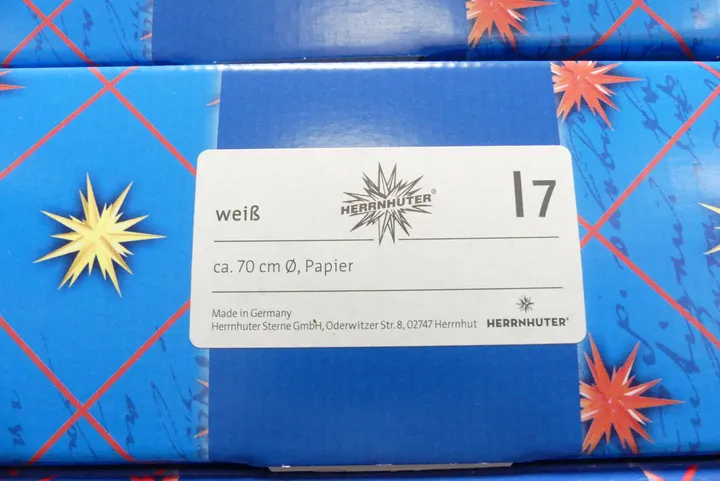 weiß
HERRNHUTER®
I7
ca. 70 cm Ø, Papier
Made in Germany
Herrnhuter Sterne GmbH, Oderwitzer Str. 8, 02747 Herrnhut
HERRNHUTER®